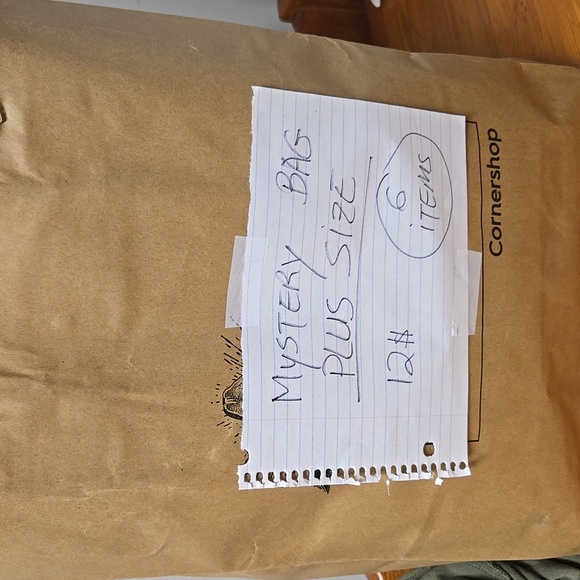 MYSTERY BAG
PLUS SIZE
12#
6
iTEMS
Cornershop